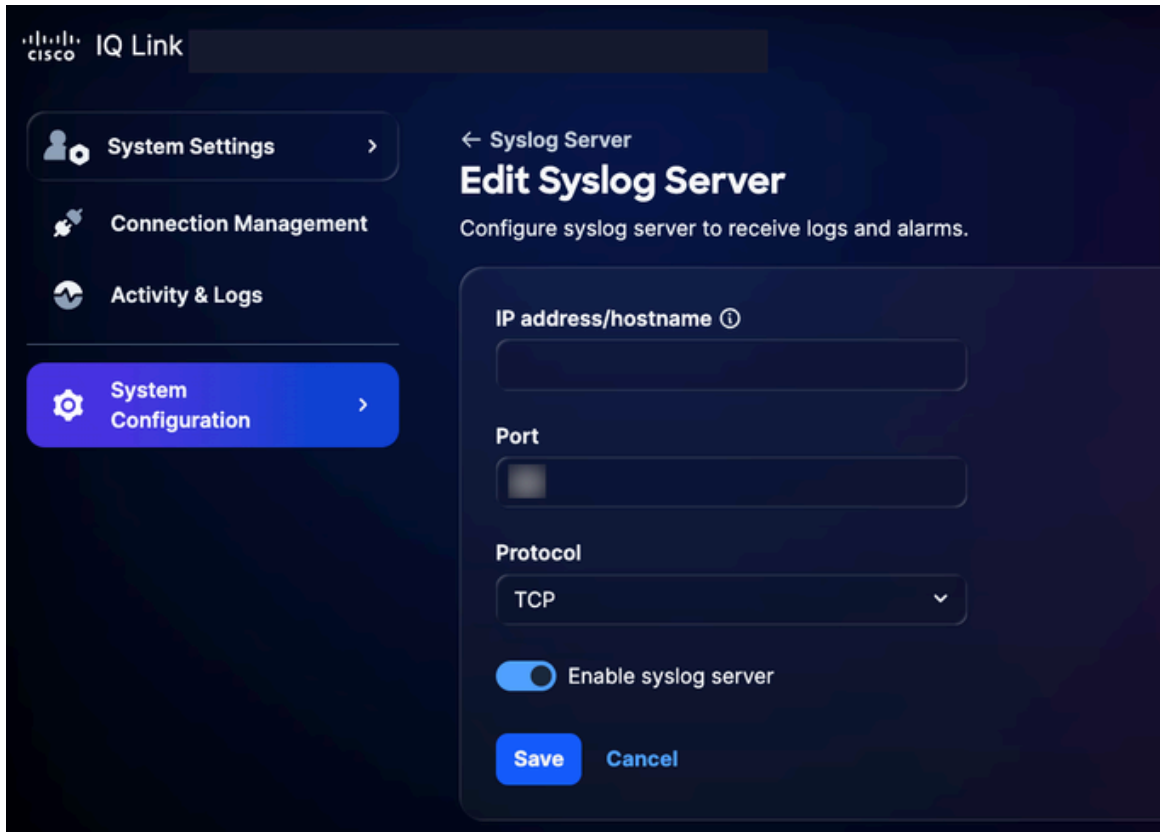 cisco IQ Link
System Settings
Connection Management
Activity & Logs
System
Configuration
← Syslog Server
Edit Syslog Server
Configure syslog server to receive logs and alarms.
IP address/hostname
Port
Protocol
TCP
Enable syslog server
Save Cancel